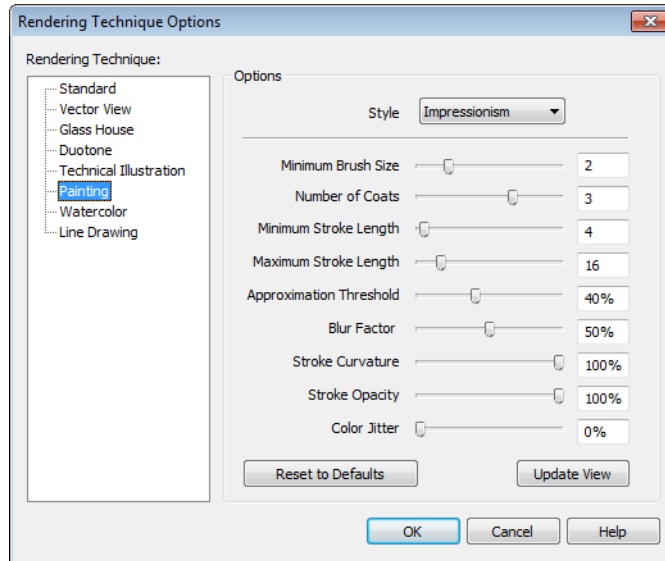 Rendering Technique Options
Rendering Technique:
Standard
Vector View
Glass House
Duotone
Technical Illustration
Painting
Watercolor
Line Drawing
Options
Style Impressionism
Minimum Brush Size 2
Number of Coats 3
Minimum Stroke Length 4
Maximum Stroke Length 16
Approximation Threshold 40%
Blur Factor 50%
Stroke Curvature 100%
Stroke Opacity 100%
Color Jitter 0%
Reset to Defaults Update View
OK Cancel Help